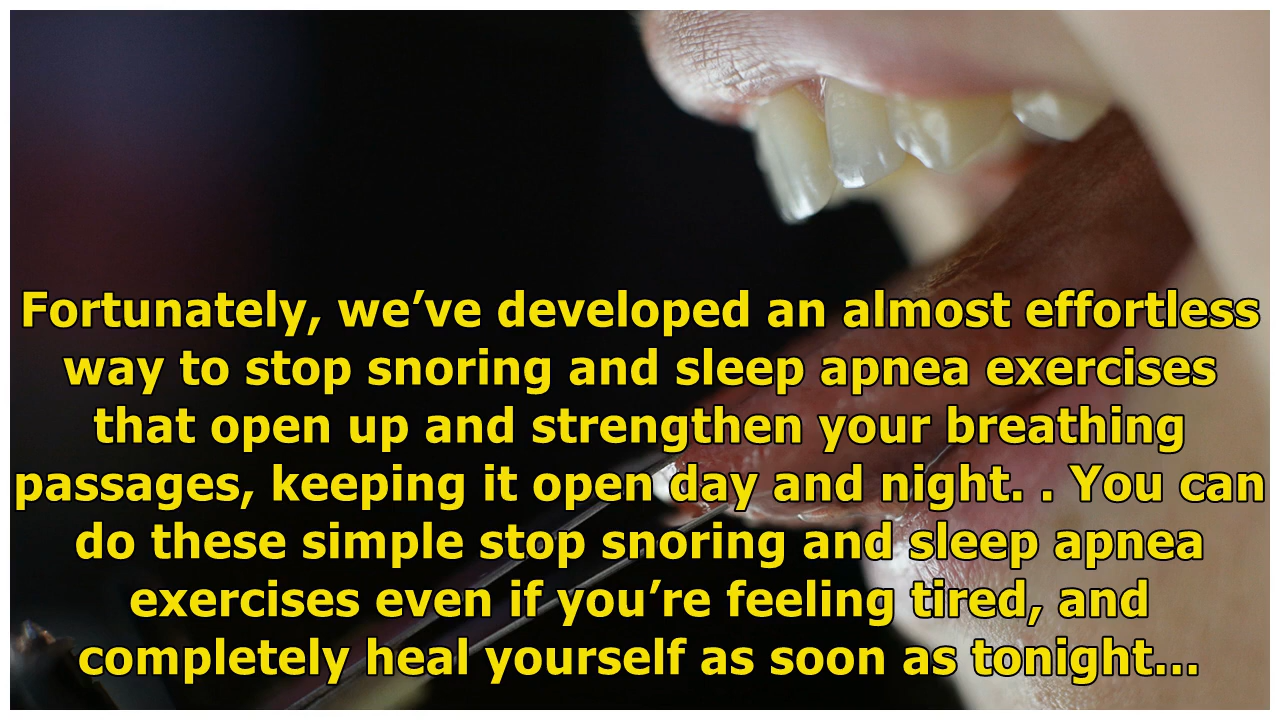 Fortunately, we’ve developed an almost effortless
way to stop snoring and sleep apnea exercises
that open up and strengthen your breathing
passages, keeping it open day and night. . You can
do these simple stop snoring and sleep apnea
exercises even if you’re feeling tired, and
completely heal yourself as soon as tonight...